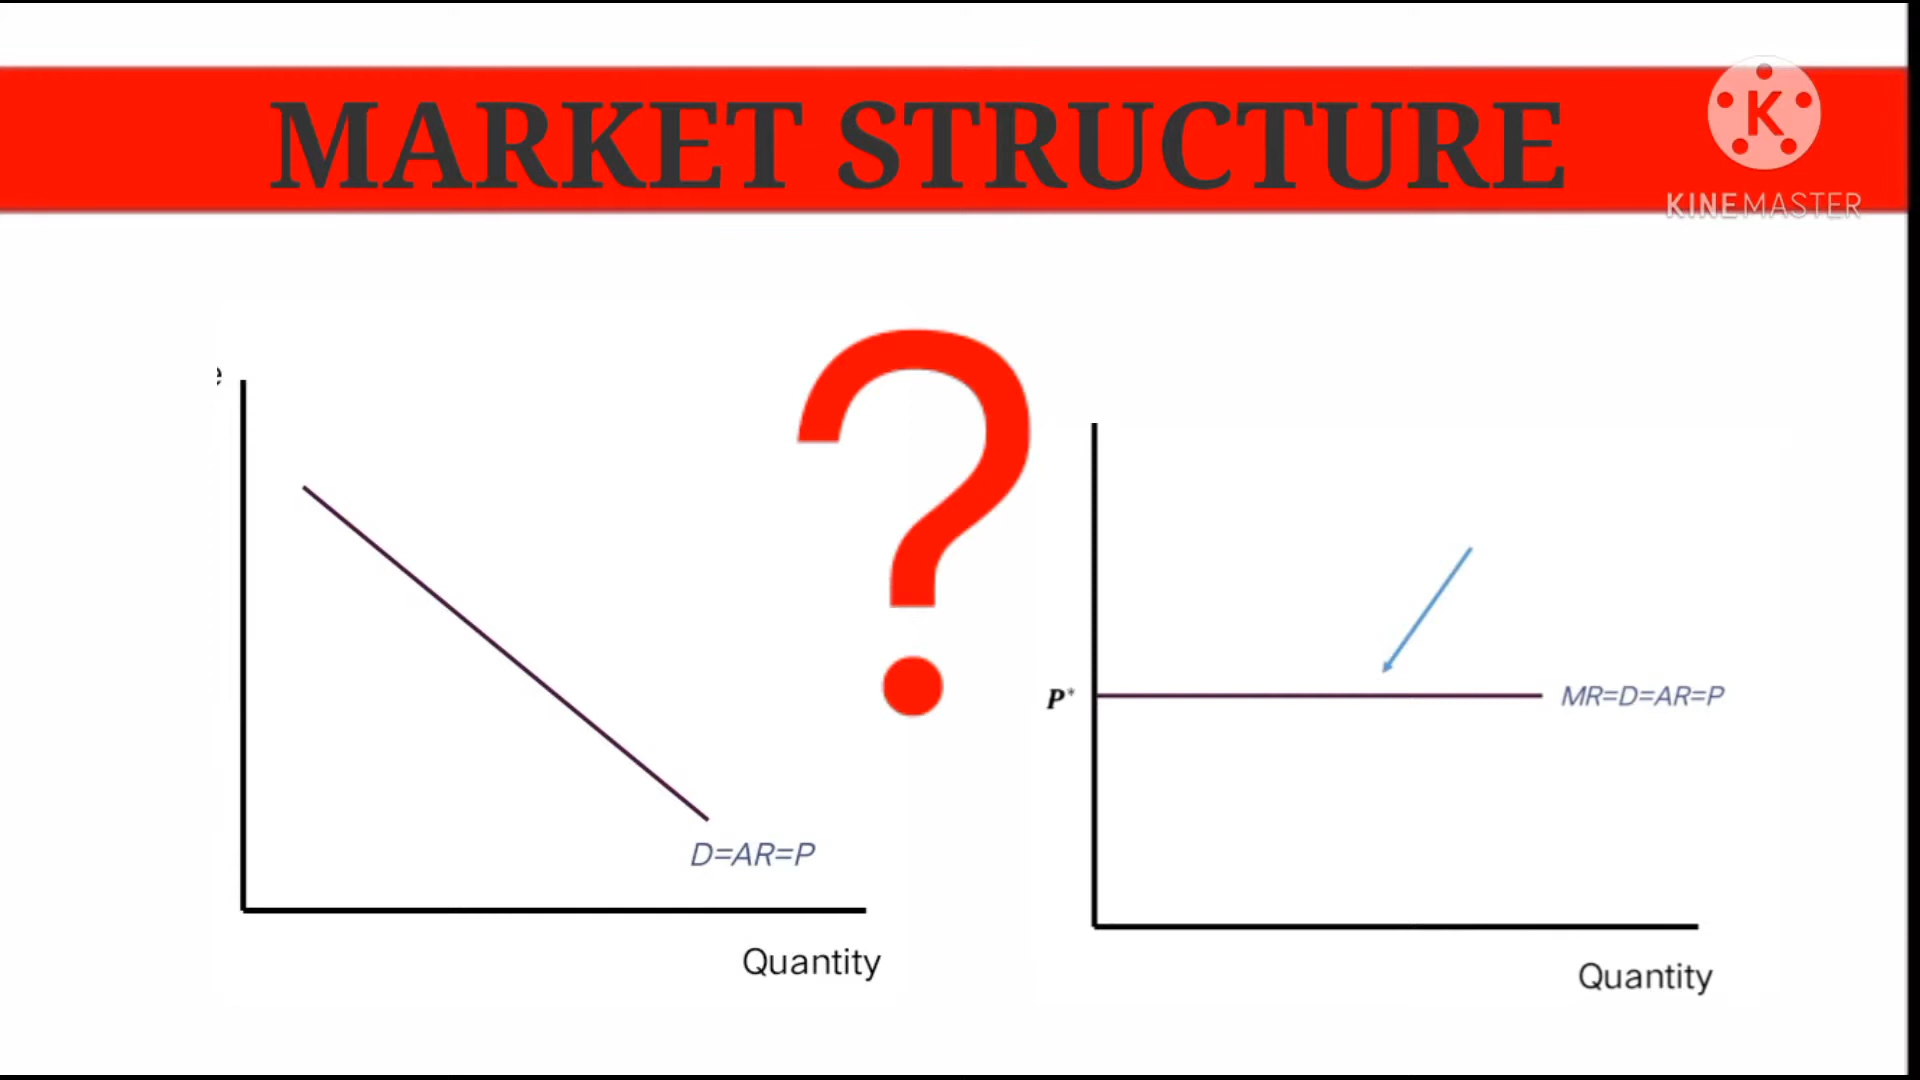 MARKET STRUCTURE
K
KINEMASTER
?
e
D=AR=P
Quantity
P*
MR=D=AR=P
Quantity